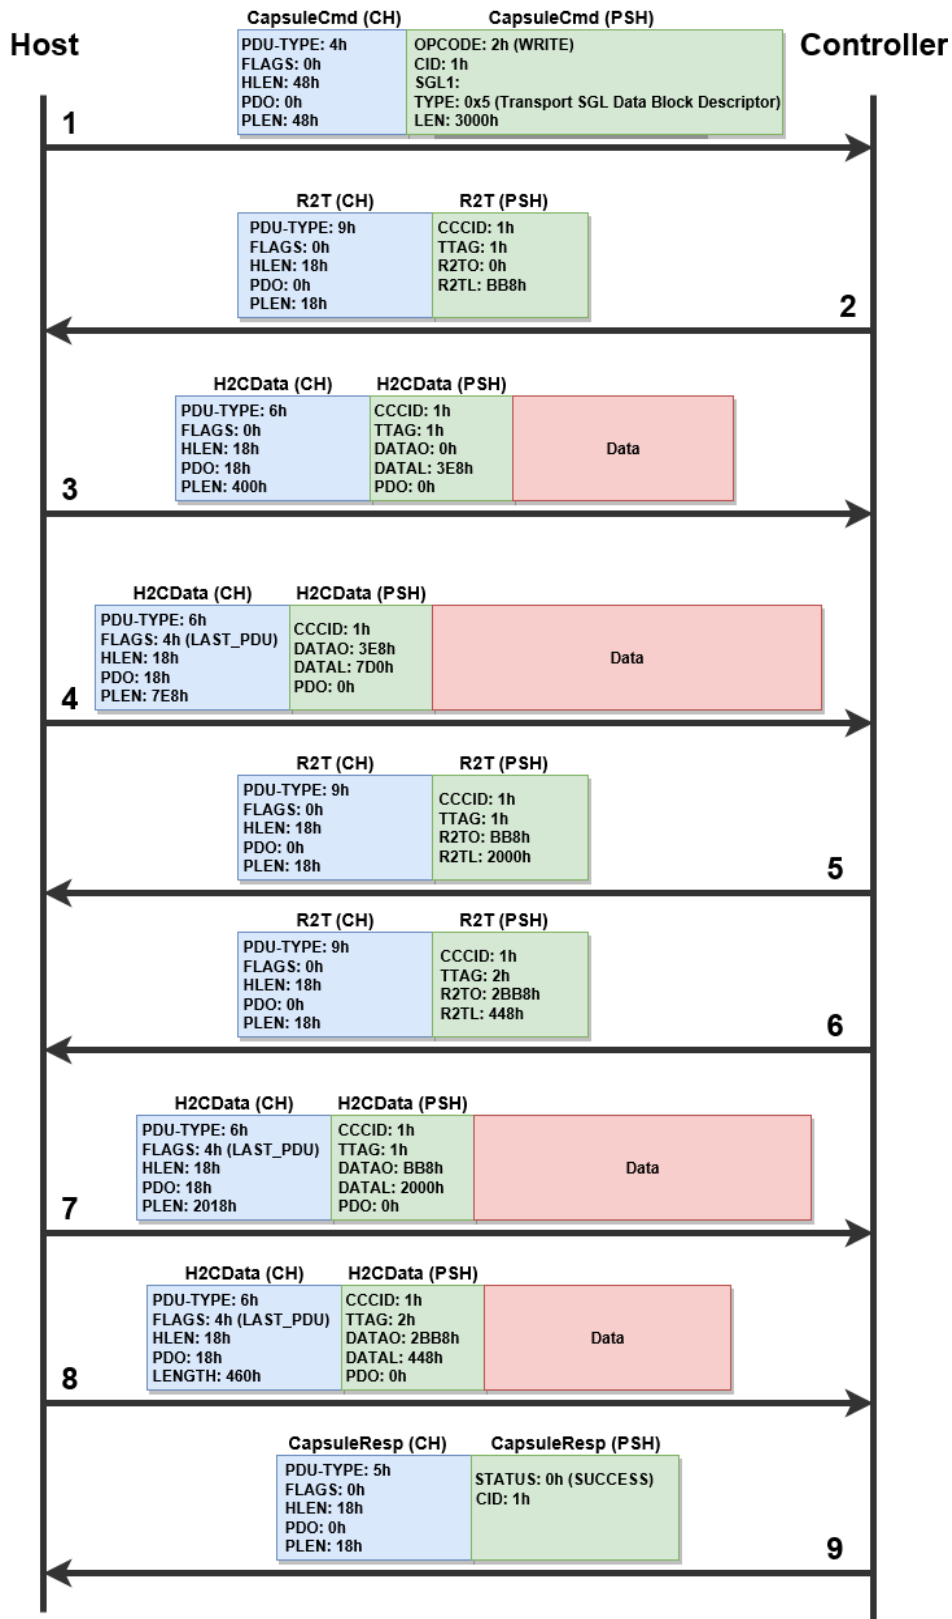 Host
Controller
CapsuleCmd (CH)
CapsuleCmd (PSH)
PDU-TYPE: 4h
FLAGS: 0h
HLEN: 48h
PDO: 0h
PLEN: 48h
OPCODE: 2h (WRITE)
CID: 1h
SGL1:
TYPE: 0x5 (Transport SGL Data Block Descriptor)
LEN: 3000h
1
R2T (CH)
R2T (PSH)
PDU-TYPE: 9h
FLAGS: 0h
HLEN: 18h
PDO: 0h
PLEN: 18h
CCCID: 1h
TTAG: 1h
R2TO: 0h
R2TL: BB8h
2
H2CData (CH)
H2CData (PSH)
PDU-TYPE: 6h
FLAGS: 0h
HLEN: 18h
PDO: 18h
PLEN: 400h
CCCID: 1h
TTAG: 1h
DATAO: 0h
DATAL: 3E8h
PDO: 0h
Data
3
H2CData (CH)
H2CData (PSH)
PDU-TYPE: 6h
FLAGS: 4h (LAST_PDU)
HLEN: 18h
PDO: 18h
PLEN: 7E8h
CCCID: 1h
DATAO: 3E8h
DATAL: 7D0h
PDO: 0h
Data
4
R2T (CH)
R2T (PSH)
PDU-TYPE: 9h
FLAGS: 0h
HLEN: 18h
PDO: 0h
PLEN: 18h
CCCID: 1h
TTAG: 1h
R2TO: BB8h
R2TL: 2000h
5
R2T (CH)
R2T (PSH)
PDU-TYPE: 9h
FLAGS: 0h
HLEN: 18h
PDO: 0h
PLEN: 18h
CCCID: 1h
TTAG: 2h
R2TO: 2BB8h
R2TL: 448h
6
H2CData (CH)
H2CData (PSH)
PDU-TYPE: 6h
FLAGS: 4h (LAST_PDU)
HLEN: 18h
PDO: 18h
PLEN: 2018h
CCCID: 1h
TTAG: 1h
DATAO: BB8h
DATAL: 2000h
PDO: 0h
Data
7
H2CData (CH)
H2CData (PSH)
PDU-TYPE: 6h
FLAGS: 4h (LAST_PDU)
HLEN: 18h
PDO: 18h
LENGTH: 460h
CCCID: 1h
TTAG: 2h
DATAO: 2BB8h
DATAL: 448h
PDO: 0h
Data
8
CapsuleResp (CH)
CapsuleResp (PSH)
PDU-TYPE: 5h
FLAGS: 0h
HLEN: 18h
PDO: 0h
PLEN: 18h
STATUS: 0h (SUCCESS)
CID: 1h
9